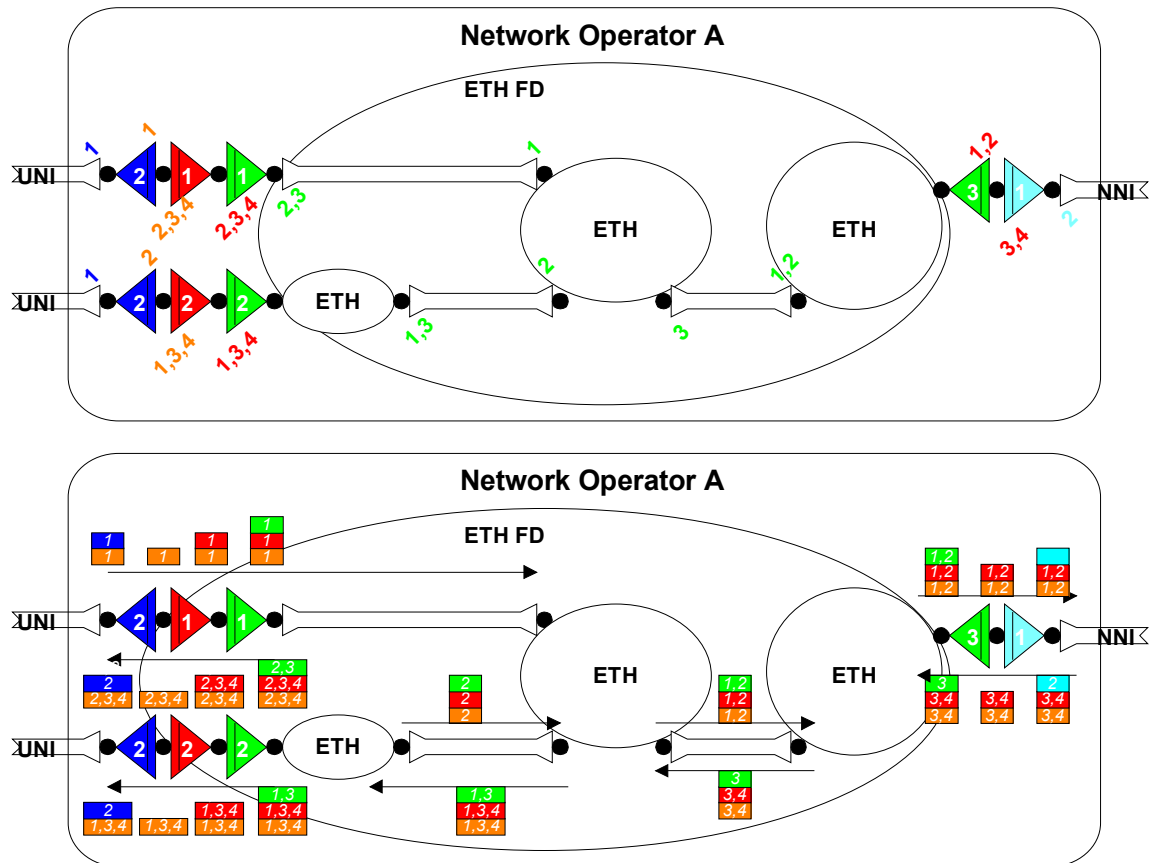 Network Operator A
ETH FD
1 1 1 1,2
UNI 2 1 1 3 1 NNI
2,3,4 2,3,4 2,3 ETH ETH 3,4 2
1 2 2 1,2
UNI 2 2 2 ETH
1,3,4 1,3,4 1,3 3
Network Operator A
ETH FD
1
1 1 1 1,2
1 1 1 1 1,2 1,2 1,2
1,2 1,2 1,2
UNI 2 1 1 3 1 NNI
2,3 ETH ETH
2 2,3,4 2,3,4 2 1,2 3 2
2,3,4 2,3,4 2,3,4 2,3,4 2 1,2 3,4 3,4 3,4
2 1,2 3,4 3,4 3,4
UNI 2 2 2 ETH
1,3 1,3 3
2 1,3,4 1,3,4 1,3,4 3,4
1,3,4 1,3,4 1,3,4 1,3,4 1,3,4 3,4